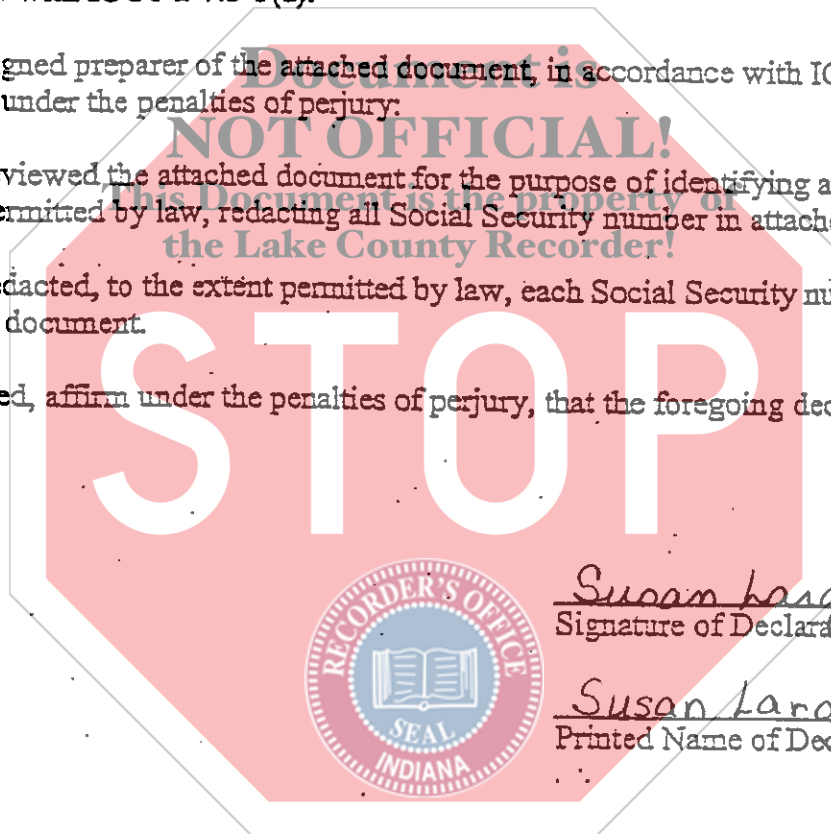 gned preparer of the attached document, in accordance with IC
under the penalties of perjury:
viewed the attached document for the purpose of identifying a
ermitted by law, redacting all Social Security number in attach
edacted, to the extent permitted by law, each Social Security nu
document.
ed, affirm under the penalties of perjury, that the foregoing dec
Document is
NOT OFFICIAL!
This Document is the property of
the Lake County Recorder!
STOP
RECORDER'S OFFICE
SEAL
INDIANA
Susan
Signature of Declara
Susan
Printed Name of Dec